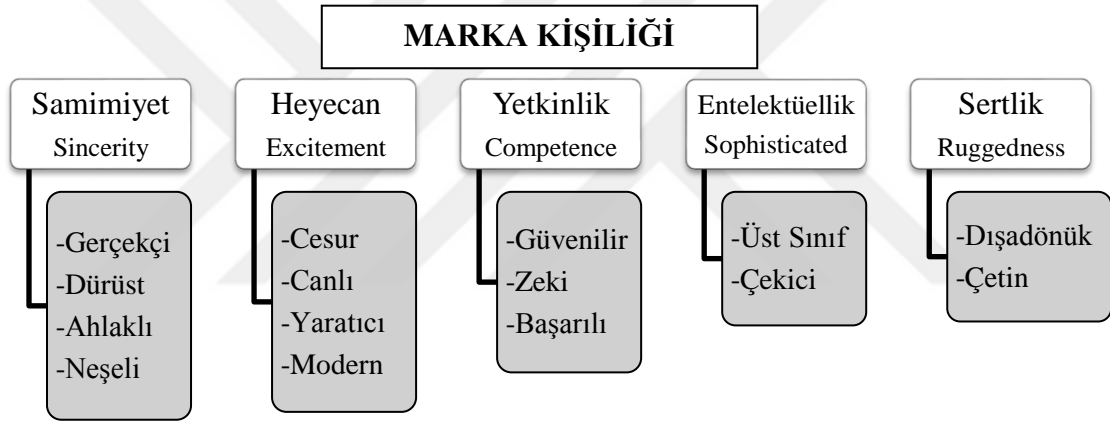 MARKA KİŞİLİĞİ
Samimiyet
Sincerity
-Gerçekçi
-Dürüst
-Ahlaklı
-Neşeli
Heyecan
Excitement
-Cesur
-Canlı
-Yaratıcı
-Modern
Yetkinlik
Competence
-Güvenilir
-Zeki
-Başarılı
Entelektüellik
Sophisticated
-Üst Sınıf
-Çekici
Sertlik
Ruggedness
-Dışadönük
-Çetin